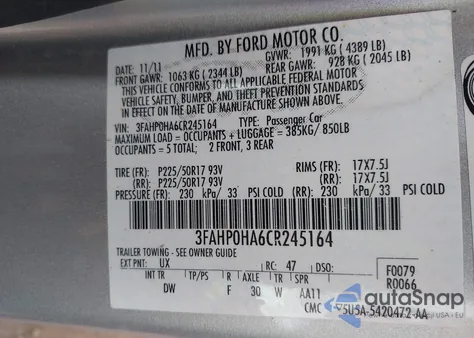 MFD. BY FORD MOTOR CO.
DATE: 11/11 GVWR: 1991 KG (4389 LB)
FRONT GAWR: 1063 KG (2344 LB) REAR GAWR: 928 KG (2045 LB)
THIS VEHICLE CONFORMS TO ALL APPLICABLE FEDERAL MOTOR
VEHICLE SAFETY, BUMPER, AND THEFT PREVENTION STANDARDS
IN EFFECT ON THE DATE OF MANUFACTURE SHOWN ABOVE.
VIN: 3FAHP0HA6CR245164 TYPE: Passenger Car
MAXIMUM LOAD = OCCUPANTS + LUGGAGE = 385KG/ 850LB
OCCUPANTS = 5 Total; 2 FRONT, 3 REAR
TIRE (FR): P225/50R17 93V RIMS (FR): 17X7.5J
(RR): P225/50R17 93V (RR): 17X7.5J
PRESSURE (FR): 230 kPa/ 33 PSI COLD (RR): 230 kPa/ 33 PSI COLD
3FAHP0HA6CR245164
TRAILER TOWING - SEE OWNER GUIDE
EXT PNT: UX RC: 47 DSO: F0079
INT TR TP/PS R AXLE TR SPR R0066
DW F 30 W AA11
CMC 5U5A-5420472-AA
autoSnap